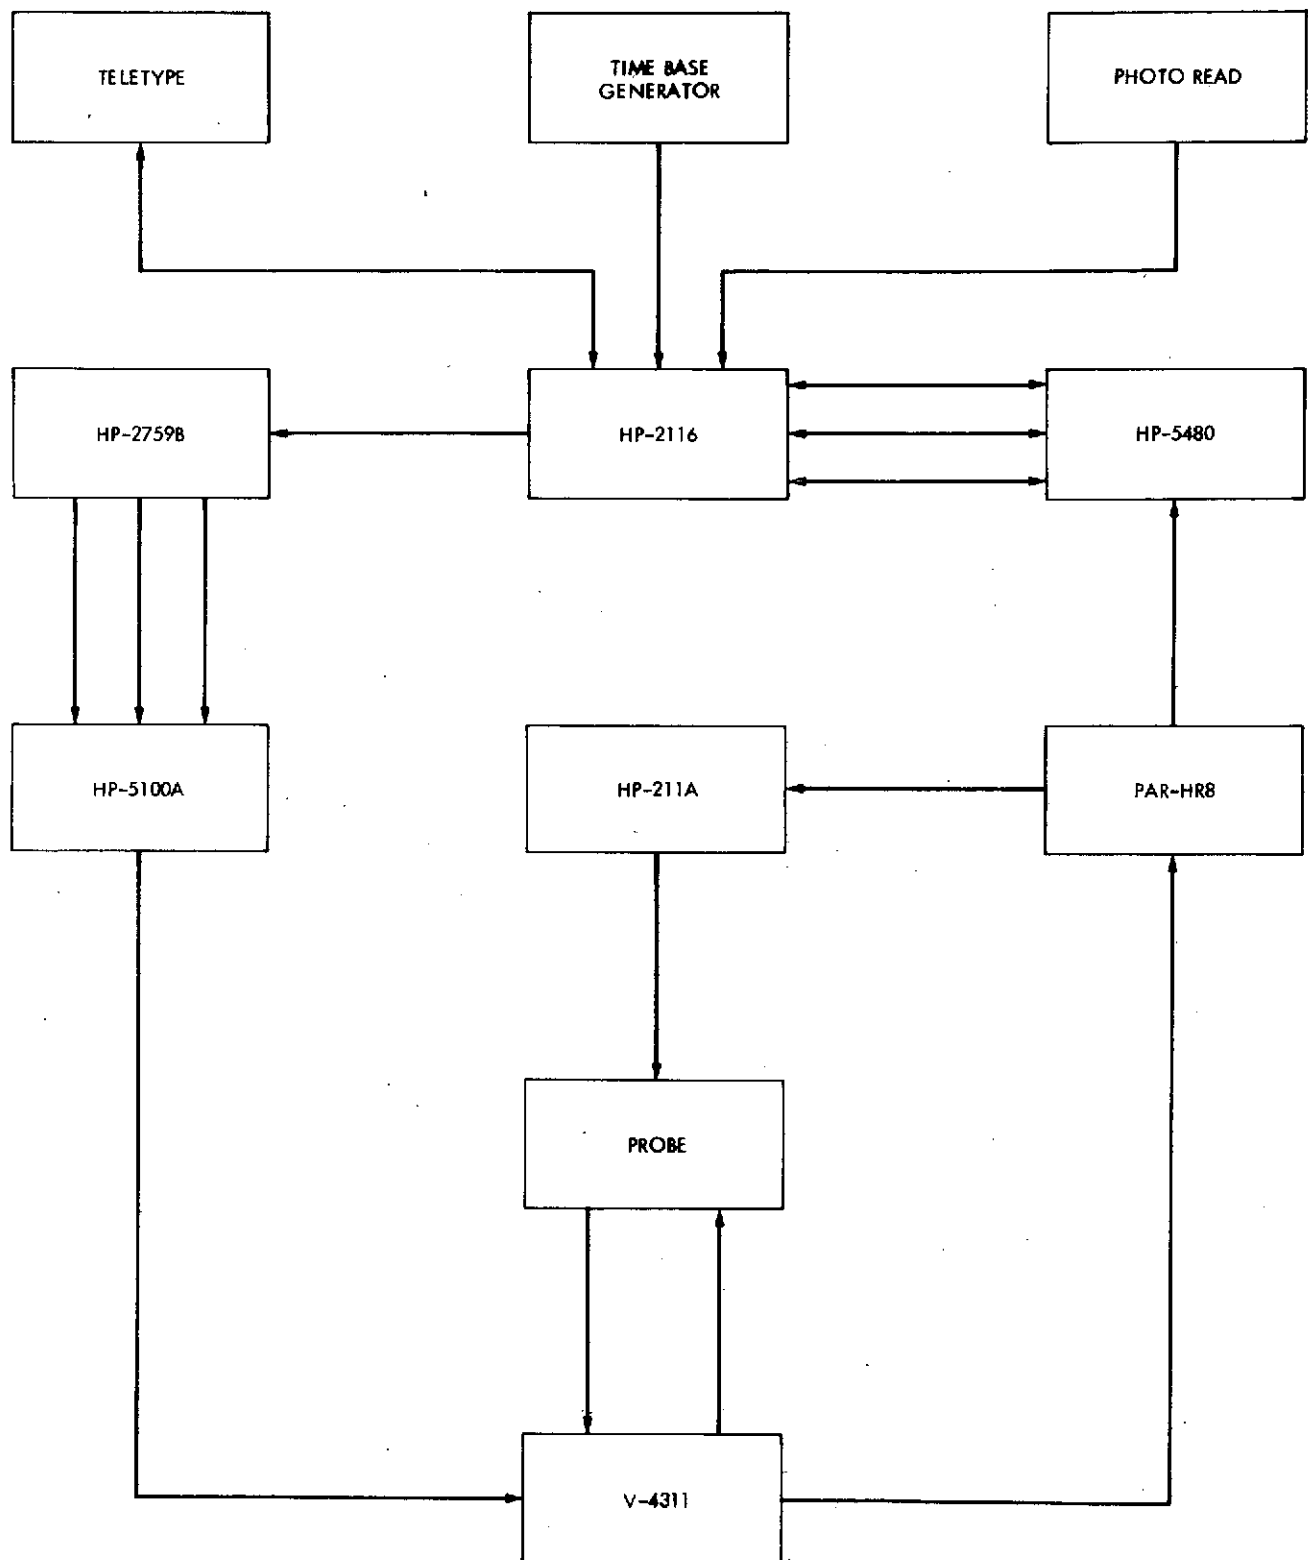 TELETYPE
TIME BASE
GENERATOR
PHOTO READ
HP-2759B
HP-2116
HP-5480
HP-5100A
HP-211A
PAR-HR8
PROBE
V-4311